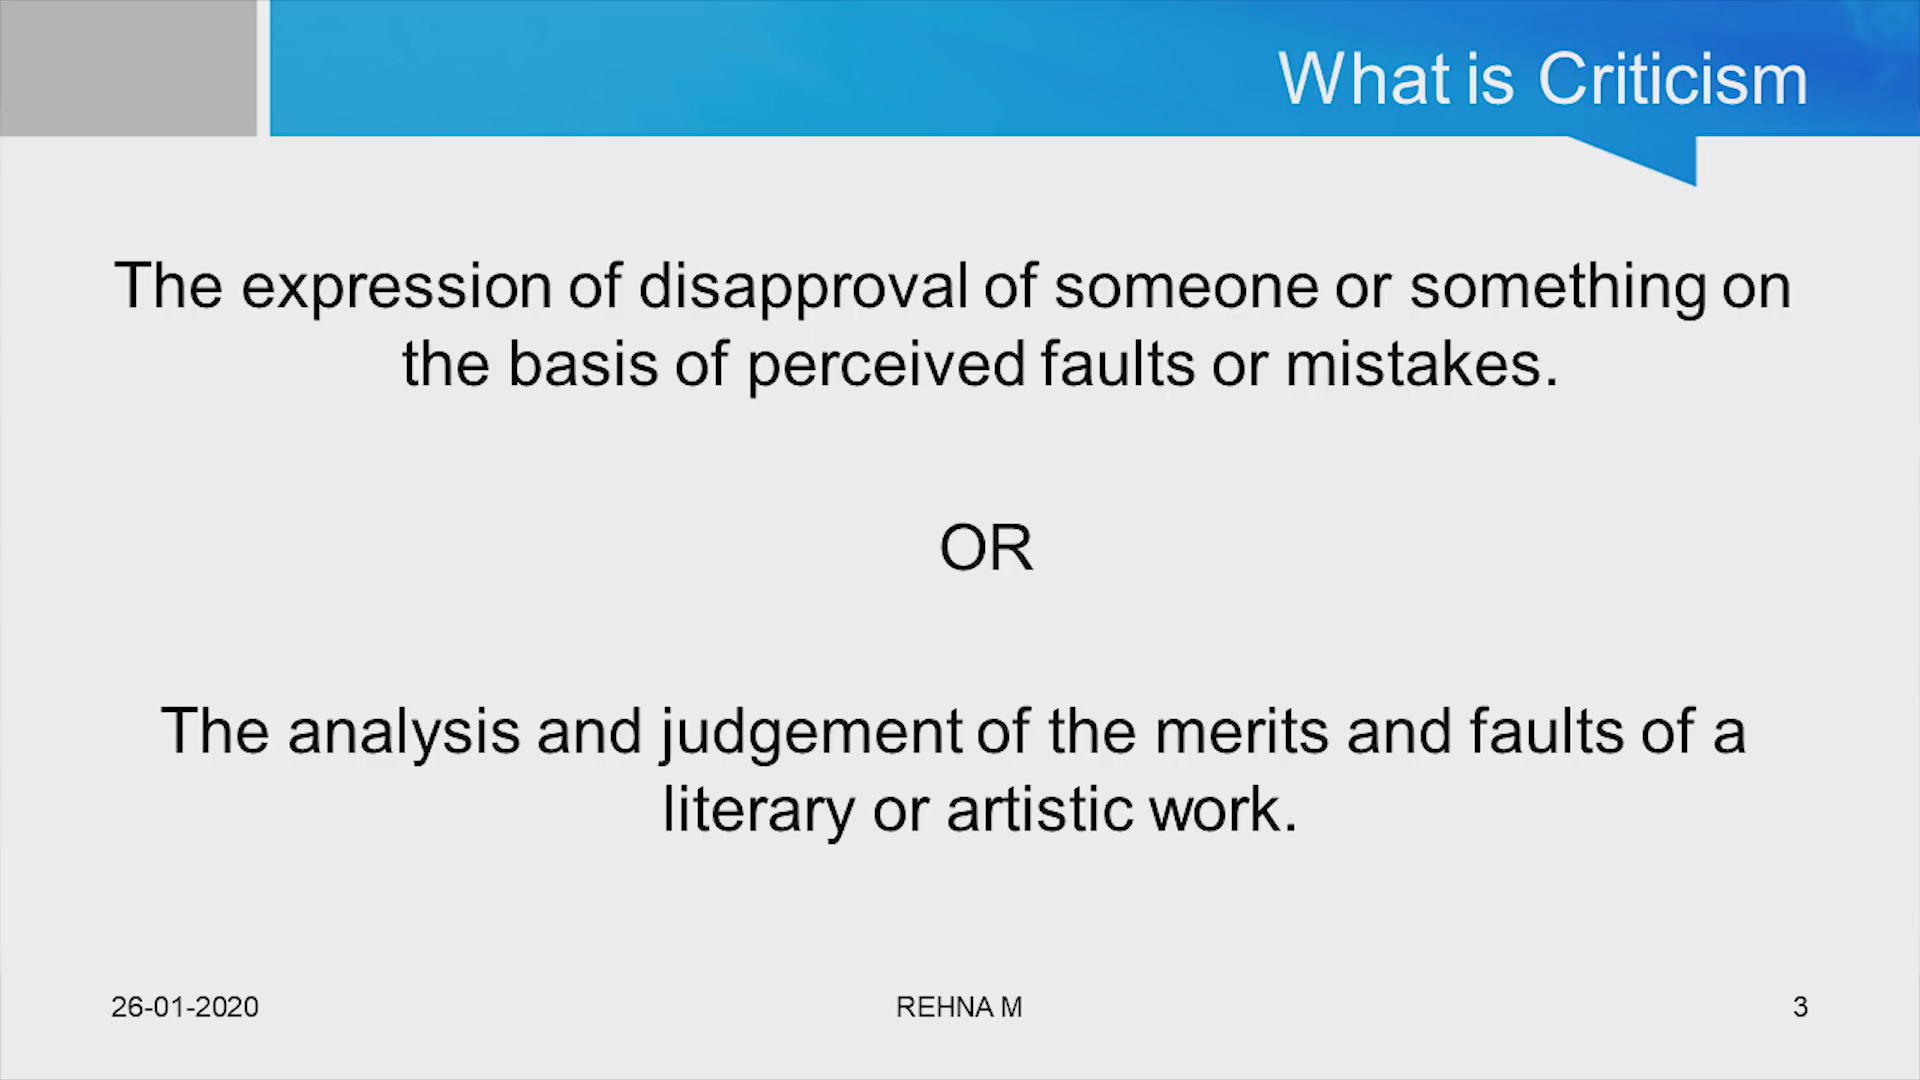 What is Criticism
The expression of disapproval of someone or something on
the basis of perceived faults or mistakes.
OR
The analysis and judgement of the merits and faults of a
literary or artistic work.
26-01-2020
REHNA M
3